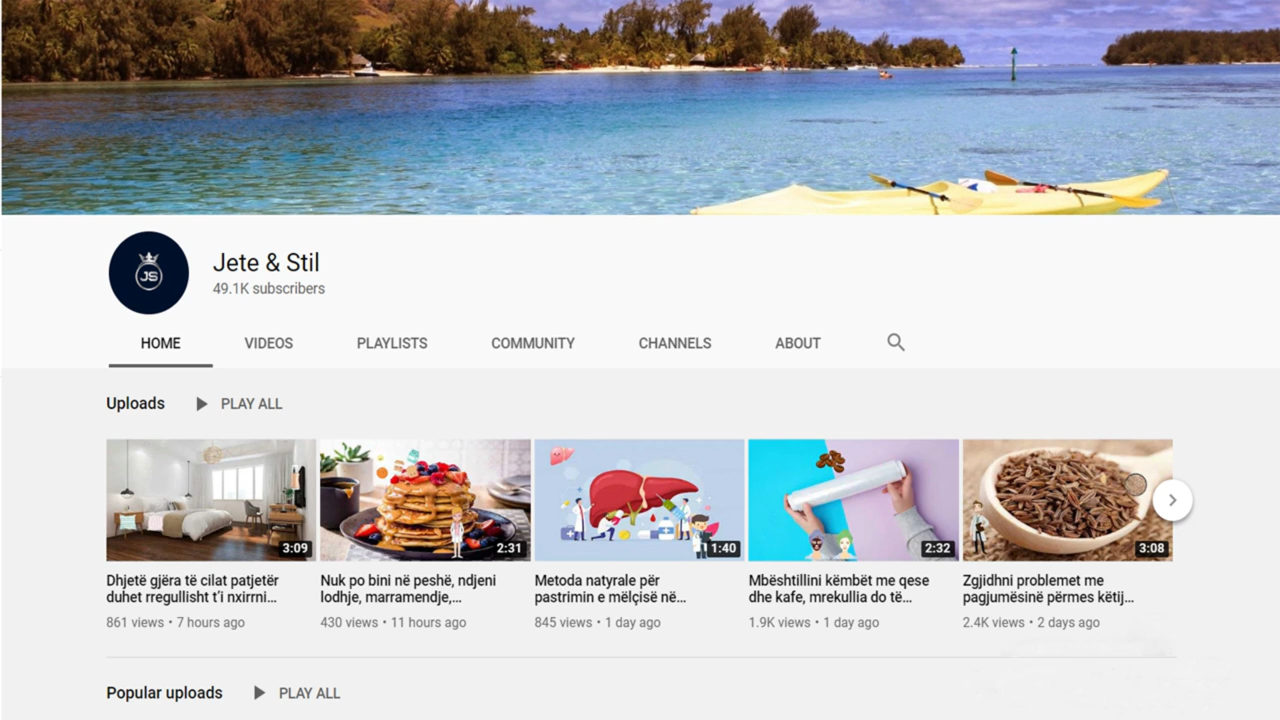 JS
Jete & Stil
49.1K subscribers
HOME VIDEOS PLAYLISTS COMMUNITY CHANNELS ABOUT
Uploads PLAY ALL
3:09 2:31 1:40 2:32 3:08
Dhjetë gjëra të cilat patjetër
duhet rregullisht t'i nxirrni...
861 views • 7 hours ago
Nuk po bini në peshë, ndjeni
lodhje, marramendje,...
430 views • 11 hours ago
Metoda natyrale për
pastrimin e mëlçisë në...
845 views • 1 day ago
Mbështillini këmbët me qese
dhe kafe, mrekullia do të...
1.9K views • 1 day ago
Zgjidhni problemet me
pagjumësinë përmes këtij...
2.4K views • 2 days ago
Popular uploads PLAY ALL